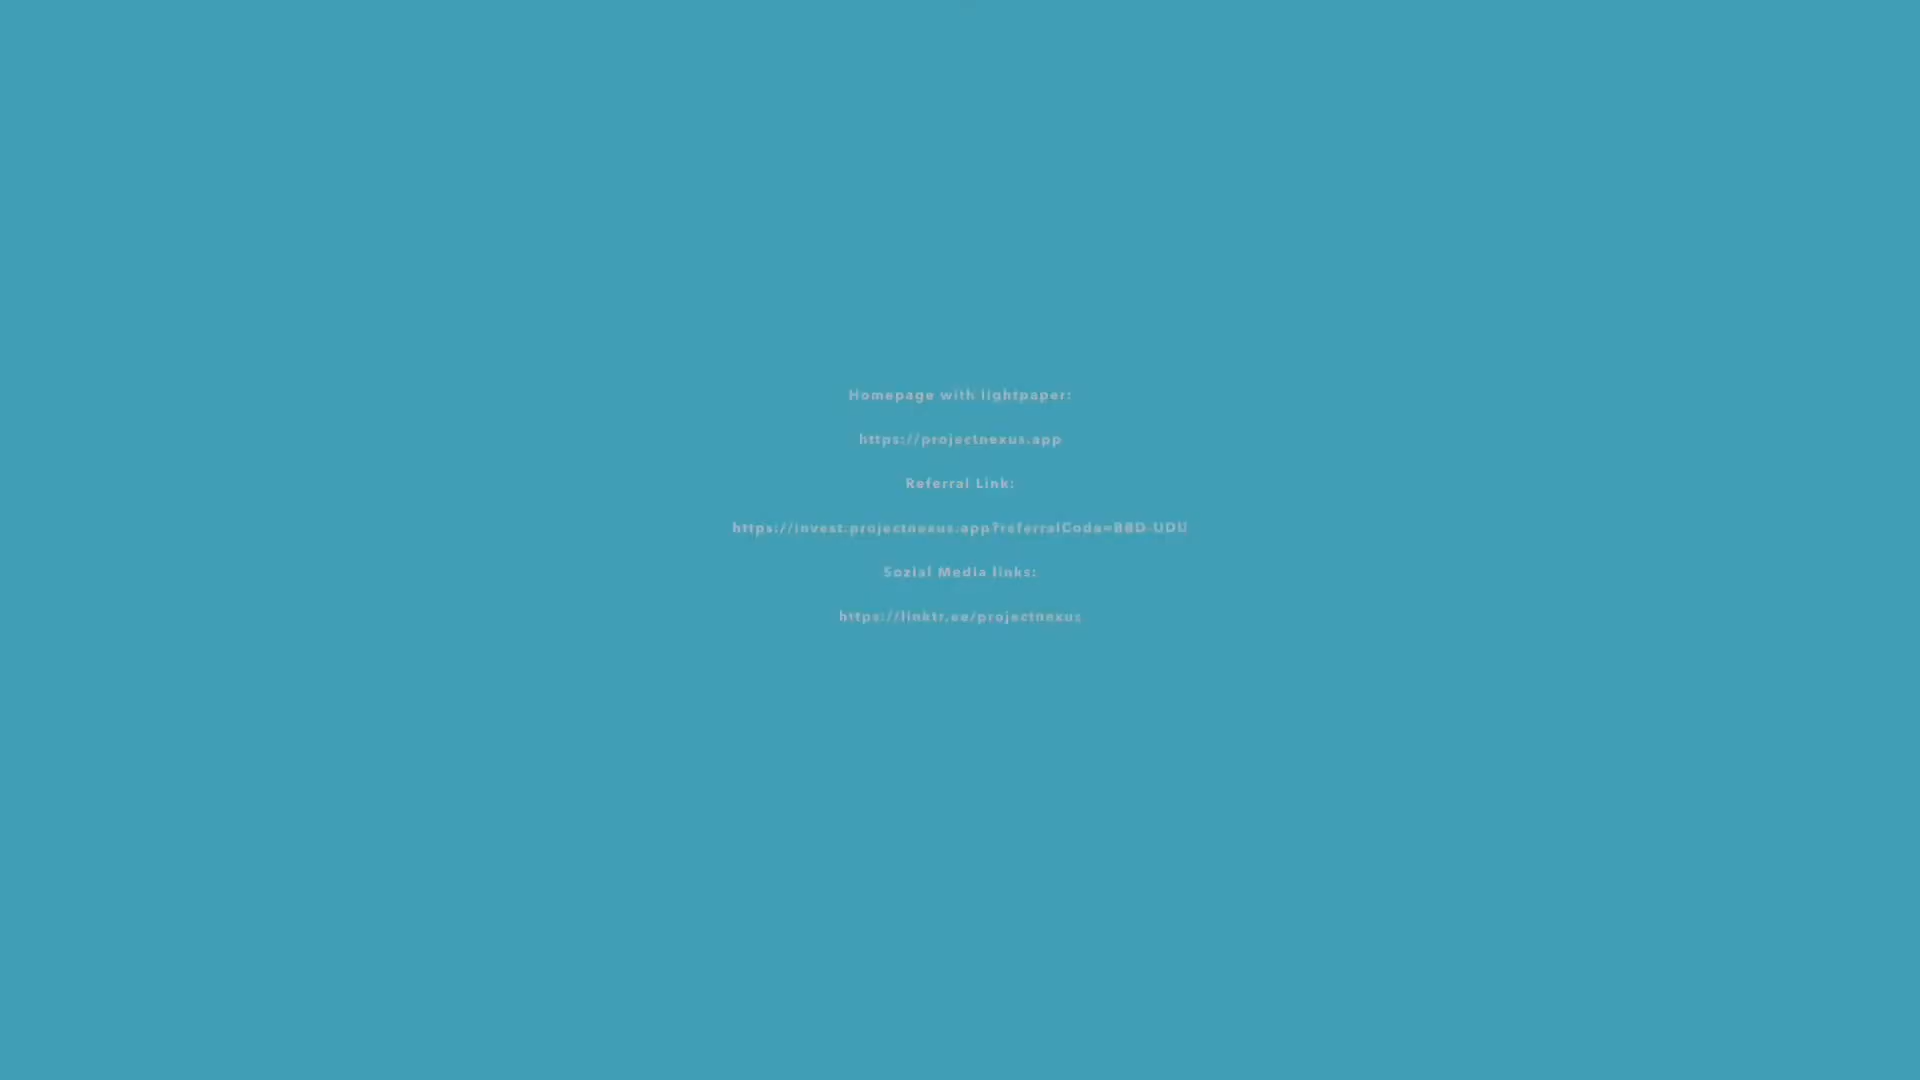 Homepage with lightpaper:
https://projectnexus.app
Referral Link:
https://invest.projectnexus.app?referralCode=BBD-UDU
Sozial Media links:
https://linktr.ee/projectnexus